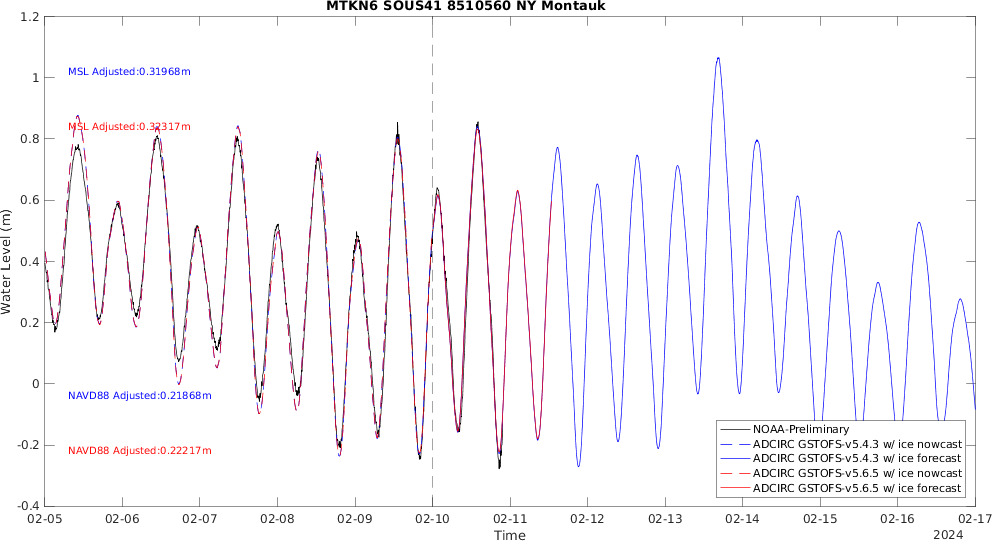 MTKN6 SOUS41 8510560 NY Montauk
1.2
1
0.8
0.6
0.4
0.2
0
-0.2
-0.4
Water Level (m)
MSL Adjusted:0.31968m
MSL Adjusted:0.32317m
NAVD88 Adjusted:0.21868m
NAVD88 Adjusted:0.22217m
NOAA-Preliminary
ADCIRC GSTOFS-v5.4.3 w/ ice nowcast
ADCIRC GSTOFS-v5.4.3 w/ ice forecast
ADCIRC GSTOFS-v5.6.5 w/ ice nowcast
ADCIRC GSTOFS-v5.6.5 w/ ice forecast
02-05 02-06 02-07 02-08 02-09 02-10 02-11 02-12 02-13 02-14 02-15 02-16 02-17
Time
2024